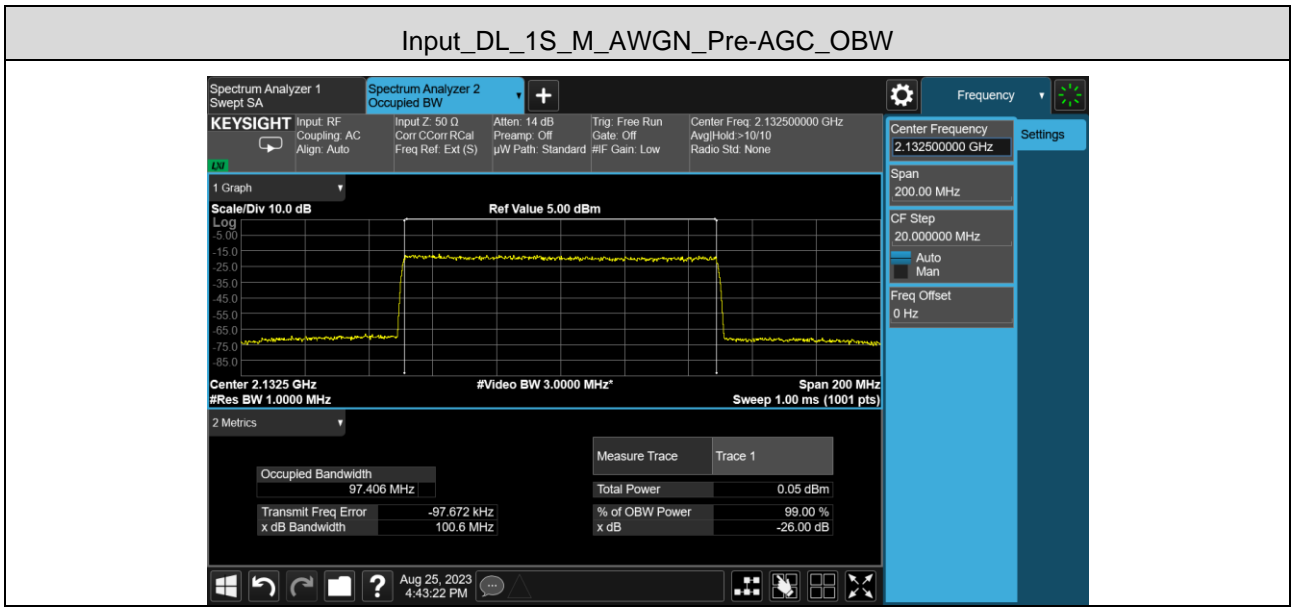 Input_DL_1S_M_AWGN_Pre-AGC_OBW
Spectrum Analyzer 1
Swept SA
Spectrum Analyzer 2
Occupied BW
+
Frequency
KEYSIGHT
LXI
Input: RF
Coupling: AC
Align: Auto
Input Z: 50 Ω
Corr CCorr RCal
Freq Ref: Ext (S)
Atten: 14 dB
Preamp: Off
µW Path: Standard
Trig: Free Run
Gate: Off
#IF Gain: Low
Center Freq: 2.132500000 GHz
Avg|Hold:>10/10
Radio Std: None
Center Frequency
2.132500000 GHz
Settings
Span
200.00 MHz
CF Step
20.000000 MHz
Auto
Man
Freq Offset
0 Hz
1 Graph
Scale/Div 10.0 dB
Ref Value 5.00 dBm
Log
-5.00
-15.0
-25.0
-35.0
-45.0
-55.0
-65.0
-75.0
-85.0
Center 2.1325 GHz
#Video BW 3.0000 MHz*
Span 200 MHz
#Res BW 1.0000 MHz
Sweep 1.00 ms (1001 pts)
2 Metrics
Measure Trace
Trace 1
Occupied Bandwidth
97.406 MHz
Total Power
0.05 dBm
Transmit Freq Error
-97.672 kHz
% of OBW Power
99.00 %
x dB Bandwidth
100.6 MHz
x dB
-26.00 dB
?
Aug 25, 2023
4:43:22 PM